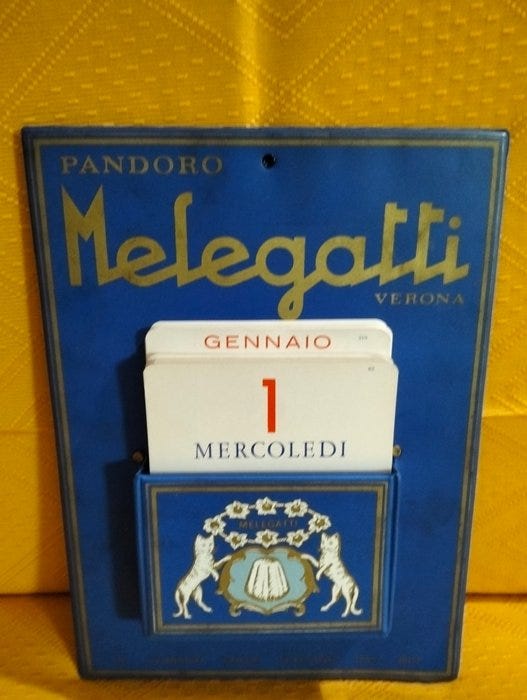 PANDORO
Melegatti
VERONA
GENNAIO
1
MERCOLEDI
MELEGATTI